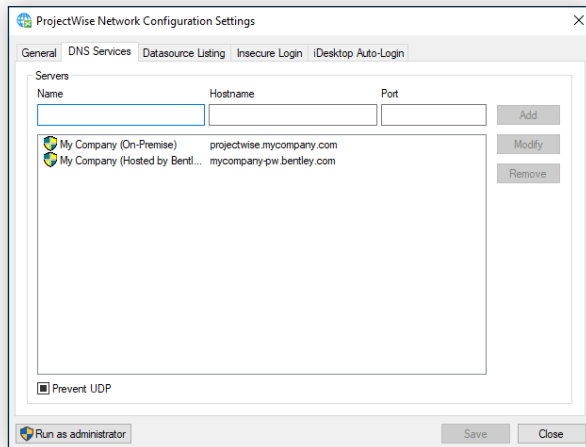 ProjectWise Network Configuration Settings
General DNS Services Datasource Listing Insecure Login iDesktop Auto-Login
Servers
Name Hostname Port
Add
My Company (On-Premise) projectwise.mycompany.com
Modify
My Company (Hosted by Bentl... mycompany-pw.bentley.com
Remove
Prevent UDP
Run as administrator Save Close